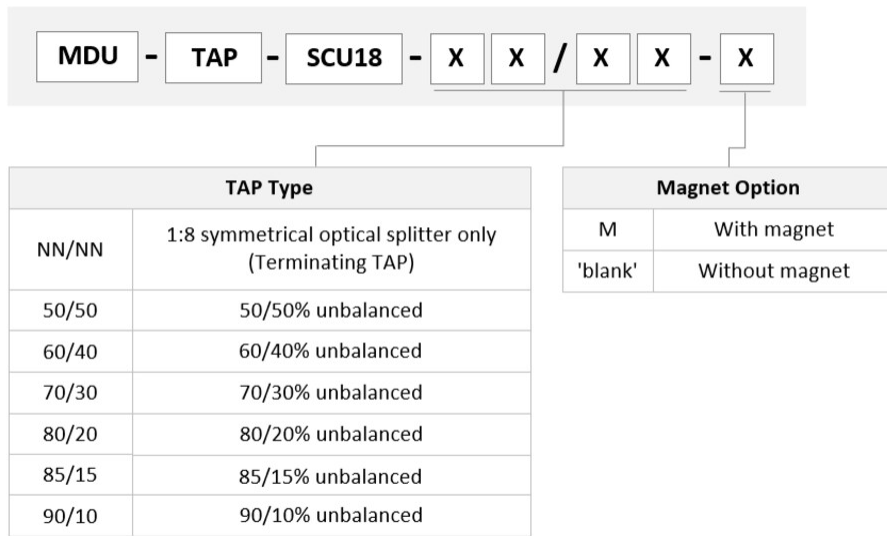 MDU - TAP - SCU18 - X X / X X - X
TAP Type
NN/NN 1:8 symmetrical optical splitter only
(Terminating TAP)
50/50 50/50% unbalanced
60/40 60/40% unbalanced
70/30 70/30% unbalanced
80/20 80/20% unbalanced
85/15 85/15% unbalanced
90/10 90/10% unbalanced
Magnet Option
M With magnet
'blank' Without magnet